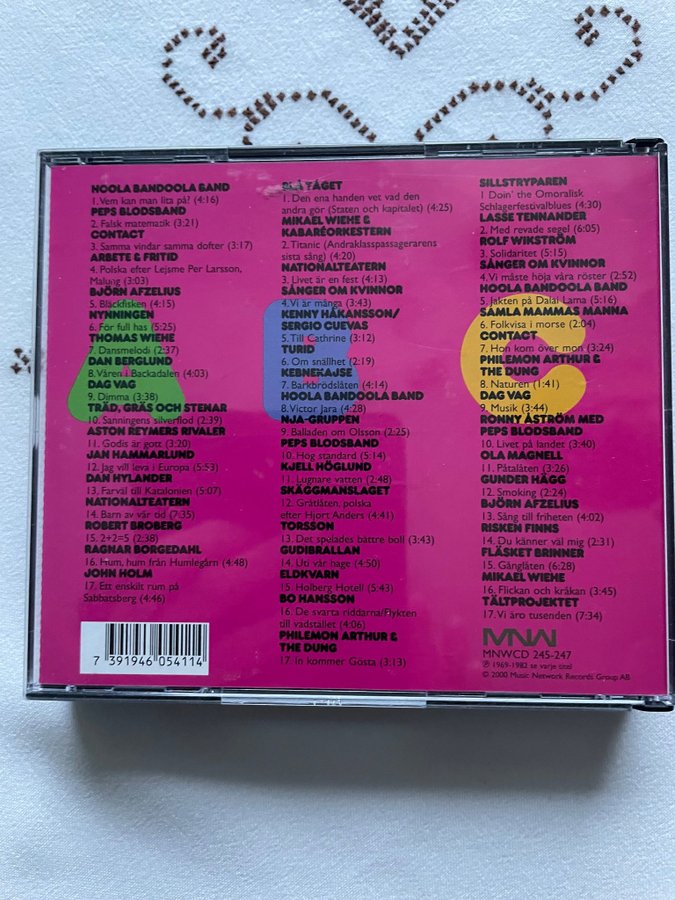 HOOLA BANDOOLA BAND
1. Vem kan man lita på? (4:16)
PEPS BLODSBAND
2. Falsk matematik (3:21)
CONTACT
3. Samma vindar samma dofter (3:17)
ARBETE & FRITID
4. Polska efter Lejsme Per Larsson,
Malung (3:03)
BJÖRN AFZELIUS
5. Bläckfisken (4:15)
NYNNINGEN
6. För full has (5:25)
THOMAS WIEHE
7. Dansmelodi (2:37)
DAN BERGLUND
8. Våren i Backadalen (4:03)
DAG VAG
9. Dimma (3:38)
TRÄD, GRÄS OCH STENAR
10. Sanningens silverflod (2:39)
ASTON REYMERS RIVALER
11. Godis är gott (3:20)
JAN HAMMARLUND
12. Jag vill leva i Europa (5:53)
DAN HYLANDER
13. Farväl till Katalonien (5:07)
NATIONALTEATERN
14. Barn av vår tid (7:35)
ROBERT BROBERG
15. 2+2=5 (2:38)
RAGNAR BORGEDAHL
16. Hum, hum från Humlegårn (4:48)
JOHN HOLM
17. Ett enskilt rum på
Sabbatsberg (4:46)
7 391946 054114
BLÅ TÅGET
1. Den ena handen vet vad den
andra gör (Staten och kapitalet) (4:25)
MIKAEL WIEHE &
KABARÉORKESTERN
2. Titanic (Andraklasspassagerarens
sista sång) (4:20)
NATIONALTEATERN
3. Livet är en fest (4:13)
SÅNGER OM KVINNOR
4. Vi är många (3:43)
KENNY HÅKANSSON/
SERGIO CUEVAS
5. Till Cathrine (3:12)
TURID
6. Om snällhet (2:19)
KEBNEKAJSE
7. Barkbrödslåten (4:14)
HOOLA BANDOOLA BAND
8. Victor Jara (4:28)
NJA-GRUPPEN
9. Balladen om Olsson (2:25)
PEPS BLODSBAND
10. Hög standard (5:14)
KJELL HÖGLUND
11. Lugnare vatten (2:48)
SKÄGGMANSLAGET
12. Gråtlåten, polska
efter Hjort Anders (4:41)
TORSSON
13. Det spelades bättre boll (3:43)
GUDIBRALLAN
14. Uti vår hage (4:50)
ELDKVARN
15. Holberg Hotell (5:43)
BO HANSSON
16. De svarta riddarna/Flykten
till vadstället (4:06)
PHILEMON ARTHUR &
THE DUNG
17. In kommer Gösta (3:13)
SILLSTRYPAREN
1 Doin' the Omoralisk
Schlagerfestivalblues (4:30)
LASSE TENNANDER
2. Med revade segel (6:05)
ROLF WIKSTRÖM
3. Solidaritet (5:15)
SÅNGER OM KVINNOR
4. Vi måste höja våra röster (2:52)
HOOLA BANDOOLA BAND
5. Jakten på Dalai Lama (5:16)
SAMLA MAMMAS MANNA
6. Folkvisa i morse (2:04)
CONTACT
7. Hon kom över mon (3:24)
PHILEMON ARTHUR &
THE DUNG
8. Naturen (1:41)
DAG VAG
9. Musik (3:44)
RONNY ÅSTRÖM MED
PEPS BLODSBAND
10. Livet på landet (3:40)
OLA MAGNELL
11. Påtalåten (3:26)
GUNDER HÄGG
12. Smoking (2:24)
BJÖRN AFZELIUS
13. Sång till friheten (4:02)
RISKEN FINNS
14. Du känner väl mig (2:31)
FLÄSKET BRINNER
15. Gånglåten (6:28)
MIKAEL WIEHE
16. Flickan och kråkan (3:45)
TÄLTPROJEKTET
17. Vi äro tusenden (7:34)
MNW
MNWCD 245-247
℗ 1969-1982 se varje titel
© 2000 Music Network Records Group AB
A
B
C